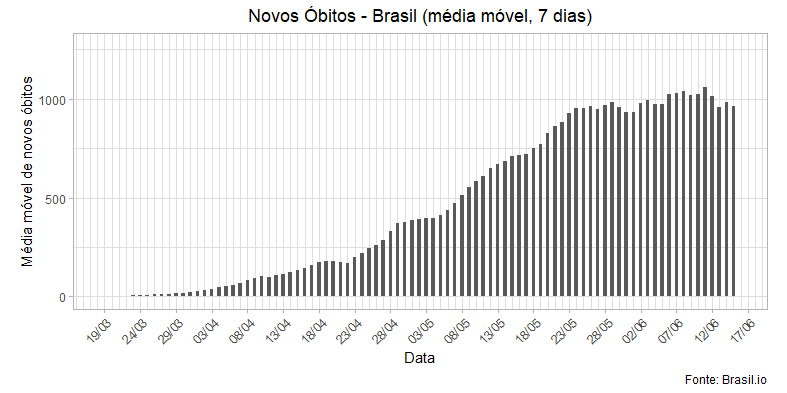 Novos Óbitos - Brasil (média móvel, 7 dias)
Média móvel de novos óbitos
1000
500
0
19/03 24/03 29/03 03/04 08/04 13/04 18/04 23/04 28/04 03/05 08/05 13/05 18/05 23/05 28/05 02/06 07/06 12/06 17/06
Data
Fonte: Brasil.io